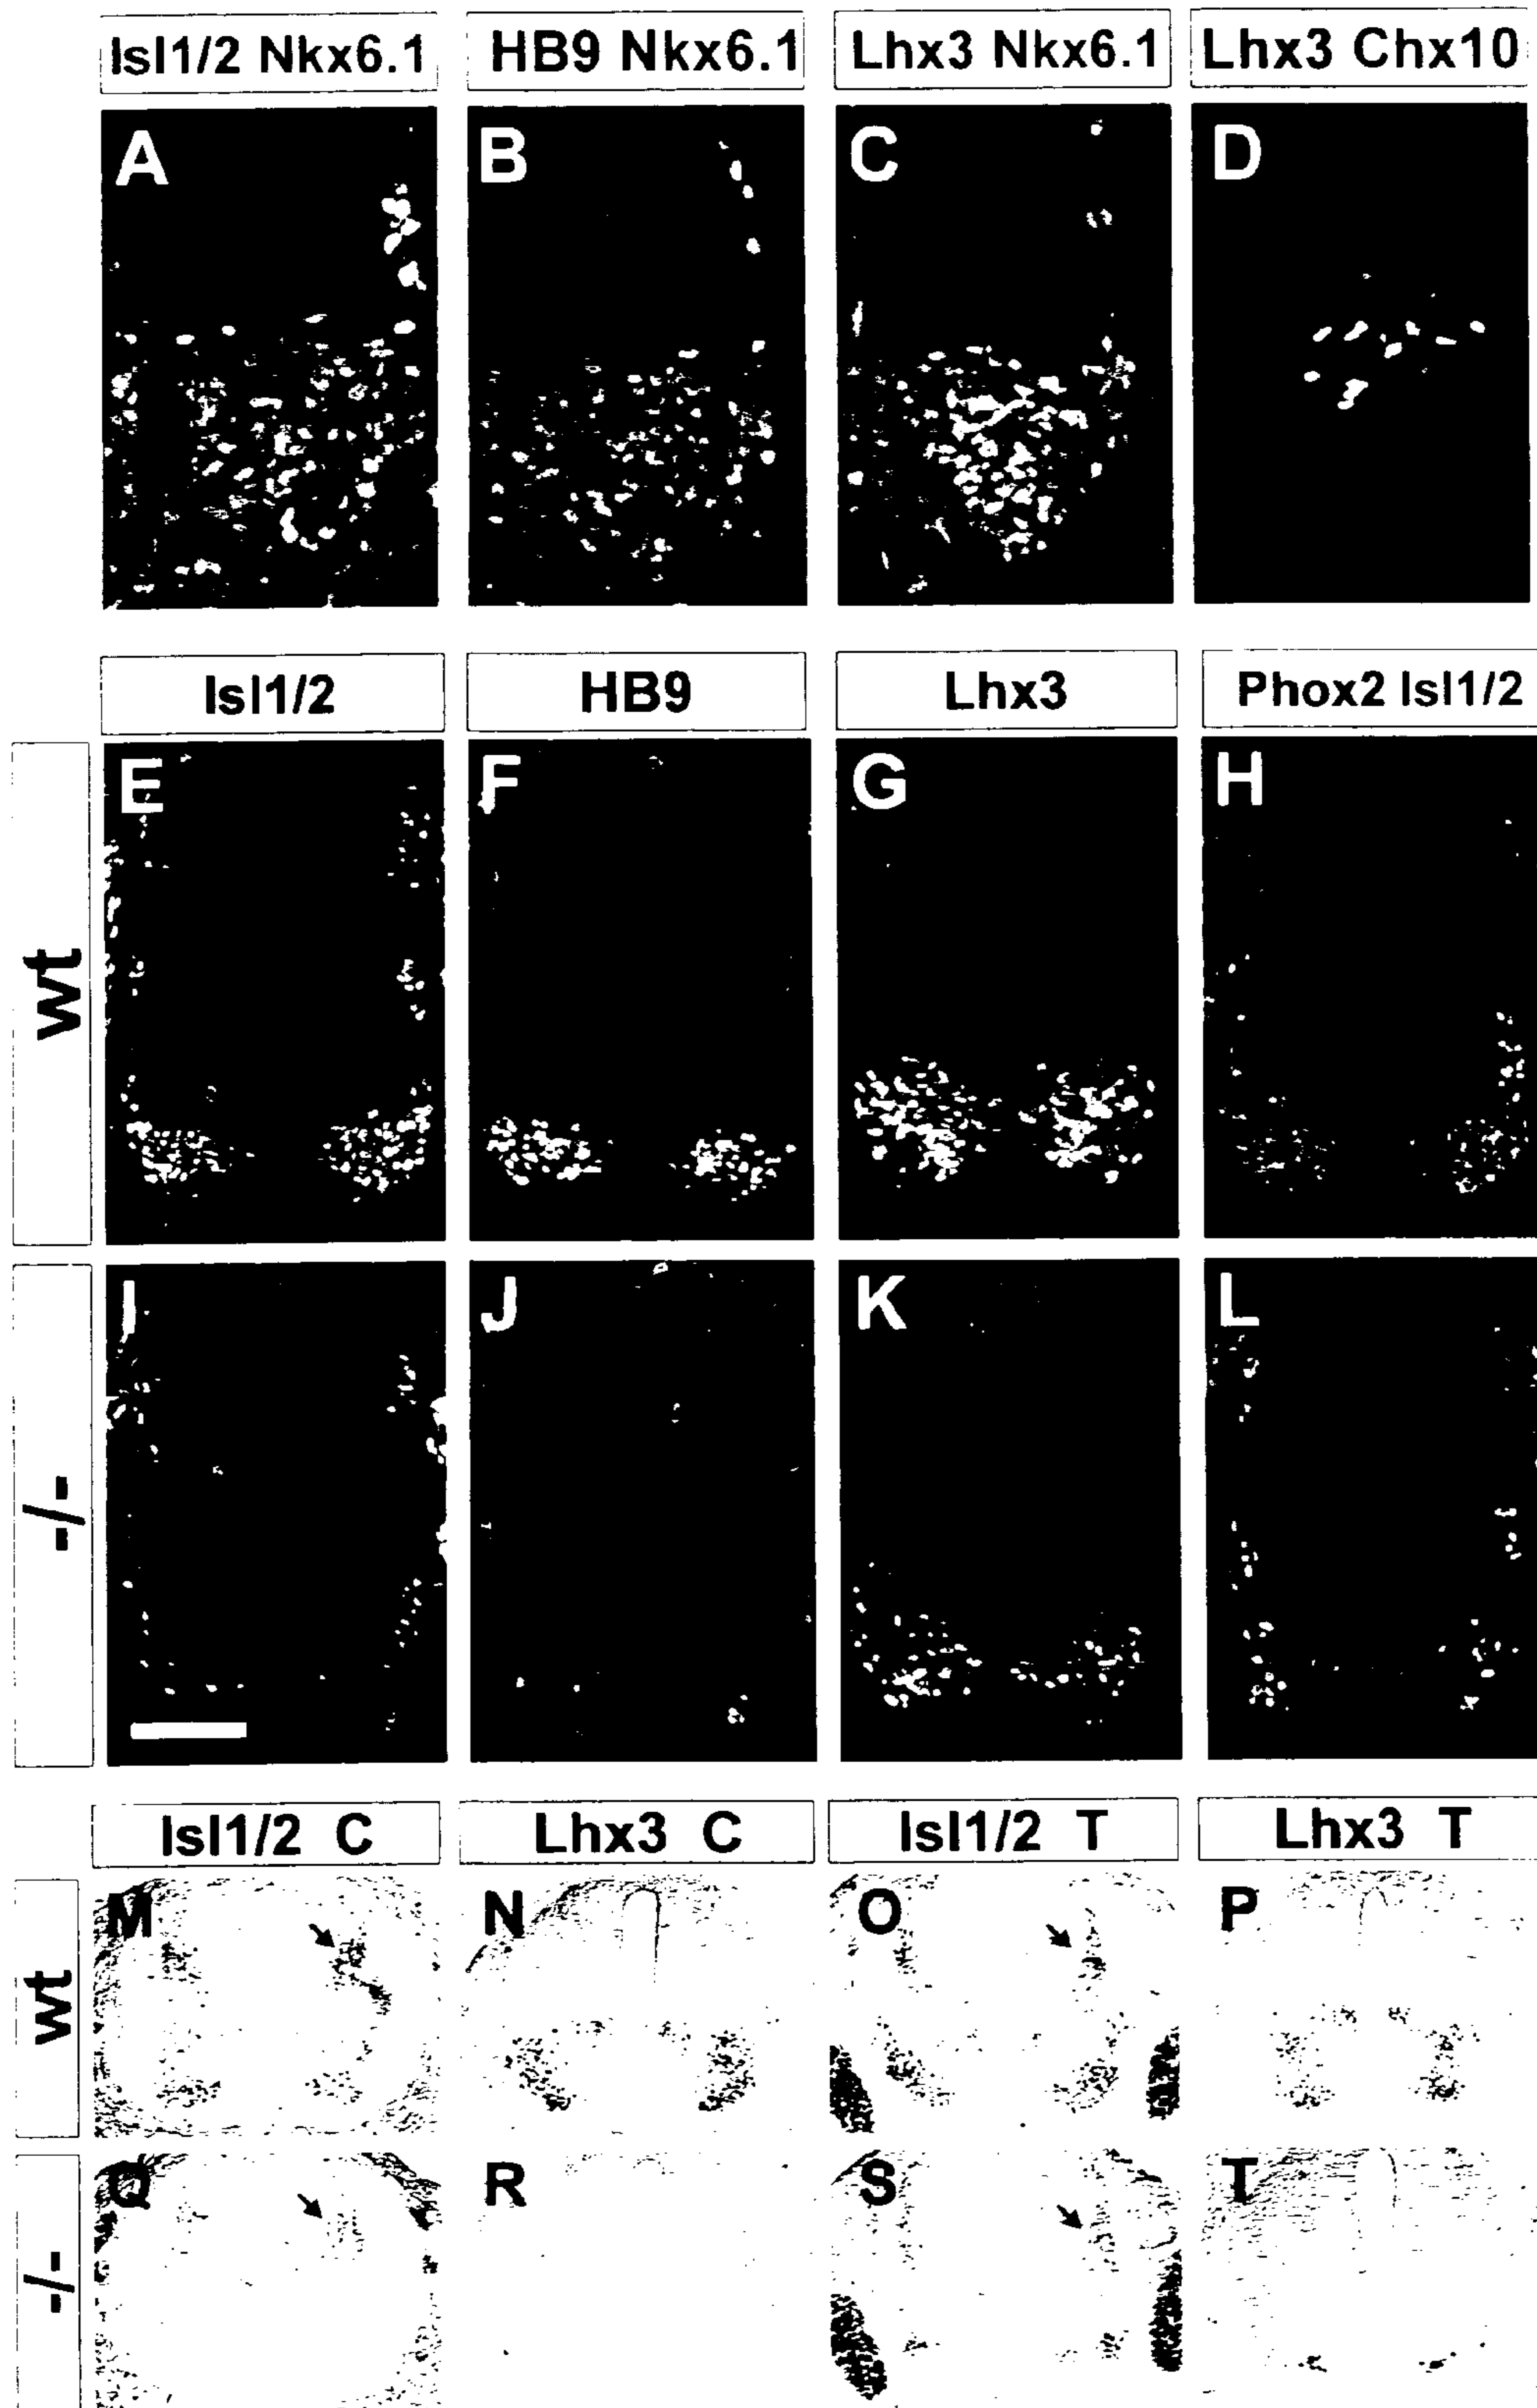 Isl1/2 Nkx6.1 HB9 Nkx6.1 Lhx3 Nkx6.1 Lhx3 Chx10
A B C D
Isl1/2 HB9 Lhx3 Phox2 Isl1/2
wt E F G H
-/- I J K L
Isl1/2 C Lhx3 C Isl1/2 T Lhx3 T
wt M N O P
-/- Q R S T